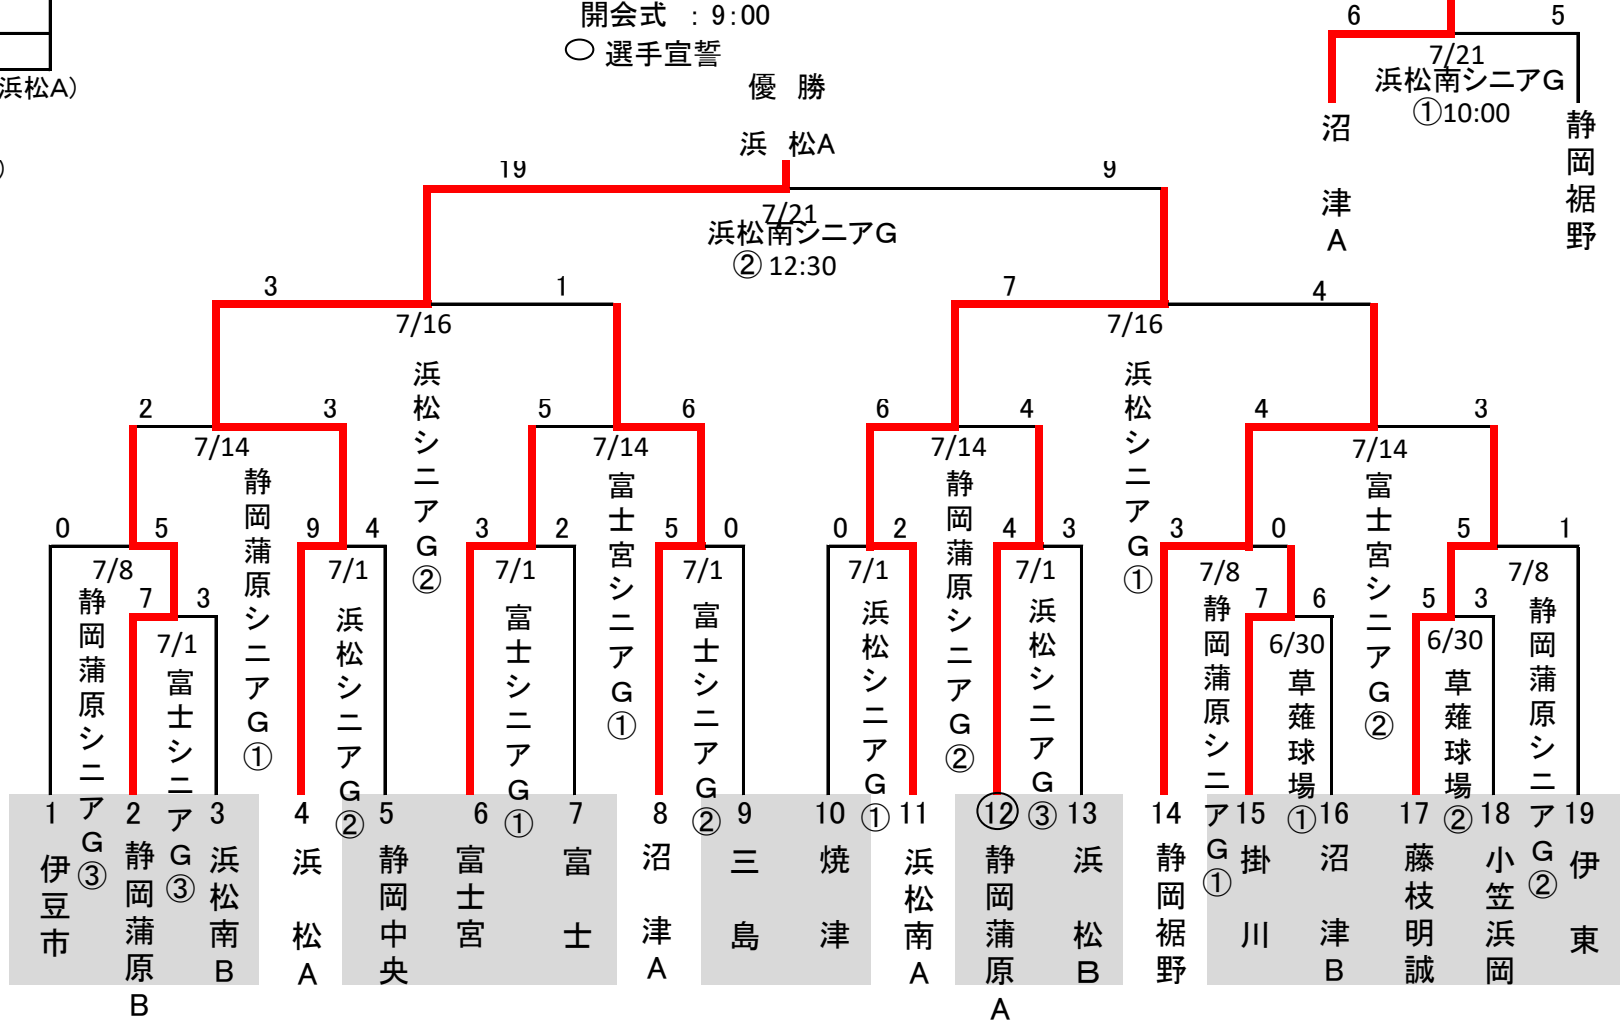 開会式 : 9:00
○ 選手宣誓
浜松A)
)
優 勝
浜 松A
19
9
7/21
浜松南シニアG
② 12:30
6
5
7/21
浜松南シニアG
①10:00
沼津A
静岡裾野
3
1
7/16
浜松シニアG②
7
4
7/16
浜松シニアG①
2
3
7/14
静岡蒲原シニアG①
5
6
7/14
富士宮シニアG①
6
4
7/14
静岡蒲原シニアG②
4
3
7/14
富士宮シニアG②
0
5
7/8
静岡蒲原シニアG③
9
4
7/1
浜松シニアG②
3
2
7/1
富士シニアG①
5
0
7/1
富士シニアG②
0
2
7/1
浜松シニアG①
4
3
7/1
浜松シニアG③
3
0
7/8
静岡蒲原シニアG①
5
1
7/8
静岡蒲原シニアG②
7
3
7/1
富士シニアG③
7
6
6/30
草薙球場①
5
3
6/30
草薙球場②
1 伊豆市
2 静岡蒲原B
3 浜松南B
4 浜松A
5 静岡中央
6 富士宮
7 富士
8 沼津A
9 三島
10 焼津
11 浜松南A
⑫ 静岡蒲原A
13 浜松B
14 静岡裾野
15 掛川
16 沼津B
17 藤枝明誠
18 小笠浜岡
19 伊東